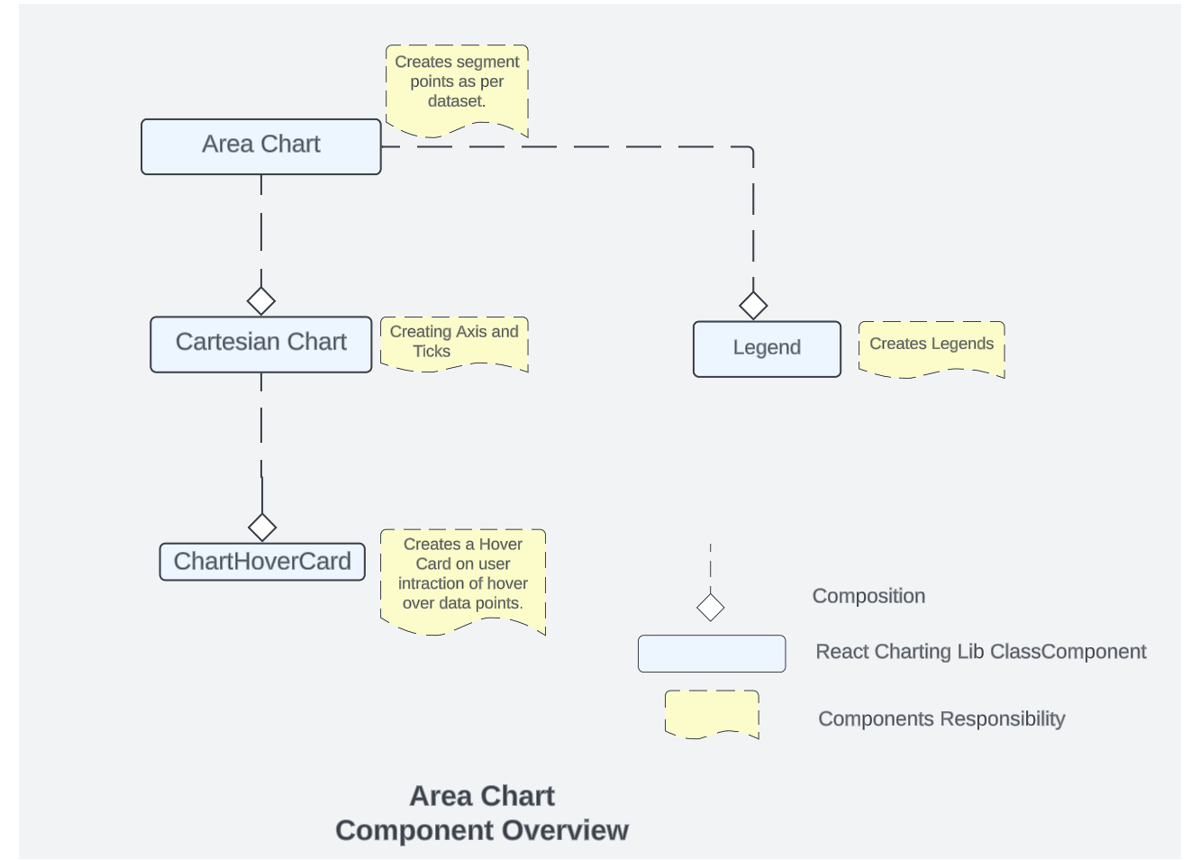 Creates segment
points as per
dataset.
Area Chart
Cartesian Chart
Creating Axis and
Ticks
Legend
Creates Legends
ChartHoverCard
Creates a Hover
Card on user
intraction of hover
over data points.
Composition
React Charting Lib ClassComponent
Components Responsibility
Area Chart
Component Overview